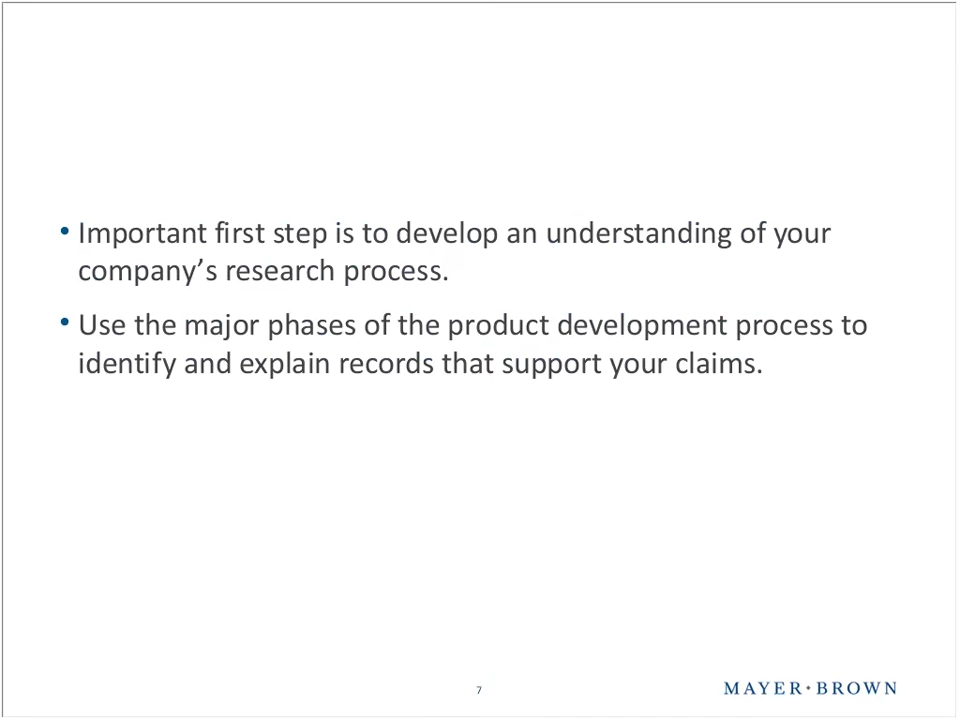 • Important first step is to develop an understanding of your
company’s research process.
• Use the major phases of the product development process to
identify and explain records that support your claims.
7
MAYER•BROWN